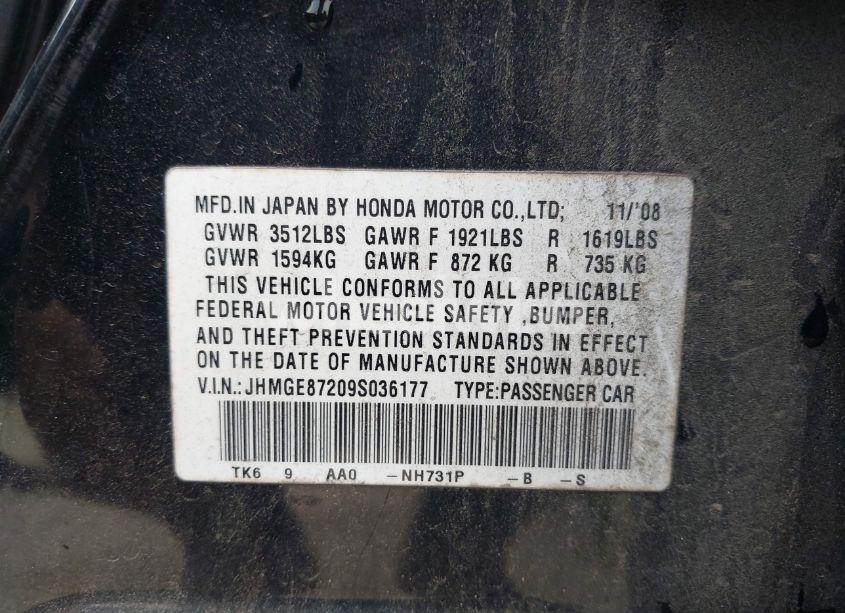 MFD.IN JAPAN BY HONDA MOTOR CO.,LTD; 11/'08
GVWR 3512LBS GAWR F 1921LBS R 1619LBS
GVWR 1594KG GAWR F 872 KG R 735 KG
THIS VEHICLE CONFORMS TO ALL APPLICABLE
FEDERAL MOTOR VEHICLE SAFETY ,BUMPER,
AND THEFT PREVENTION STANDARDS IN EFFECT
ON THE DATE OF MANUFACTURE SHOWN ABOVE.
V.I.N.: JHMGE87209S036177 TYPE:PASSENGER CAR
TK6 9 AA0 -NH731P -B -S